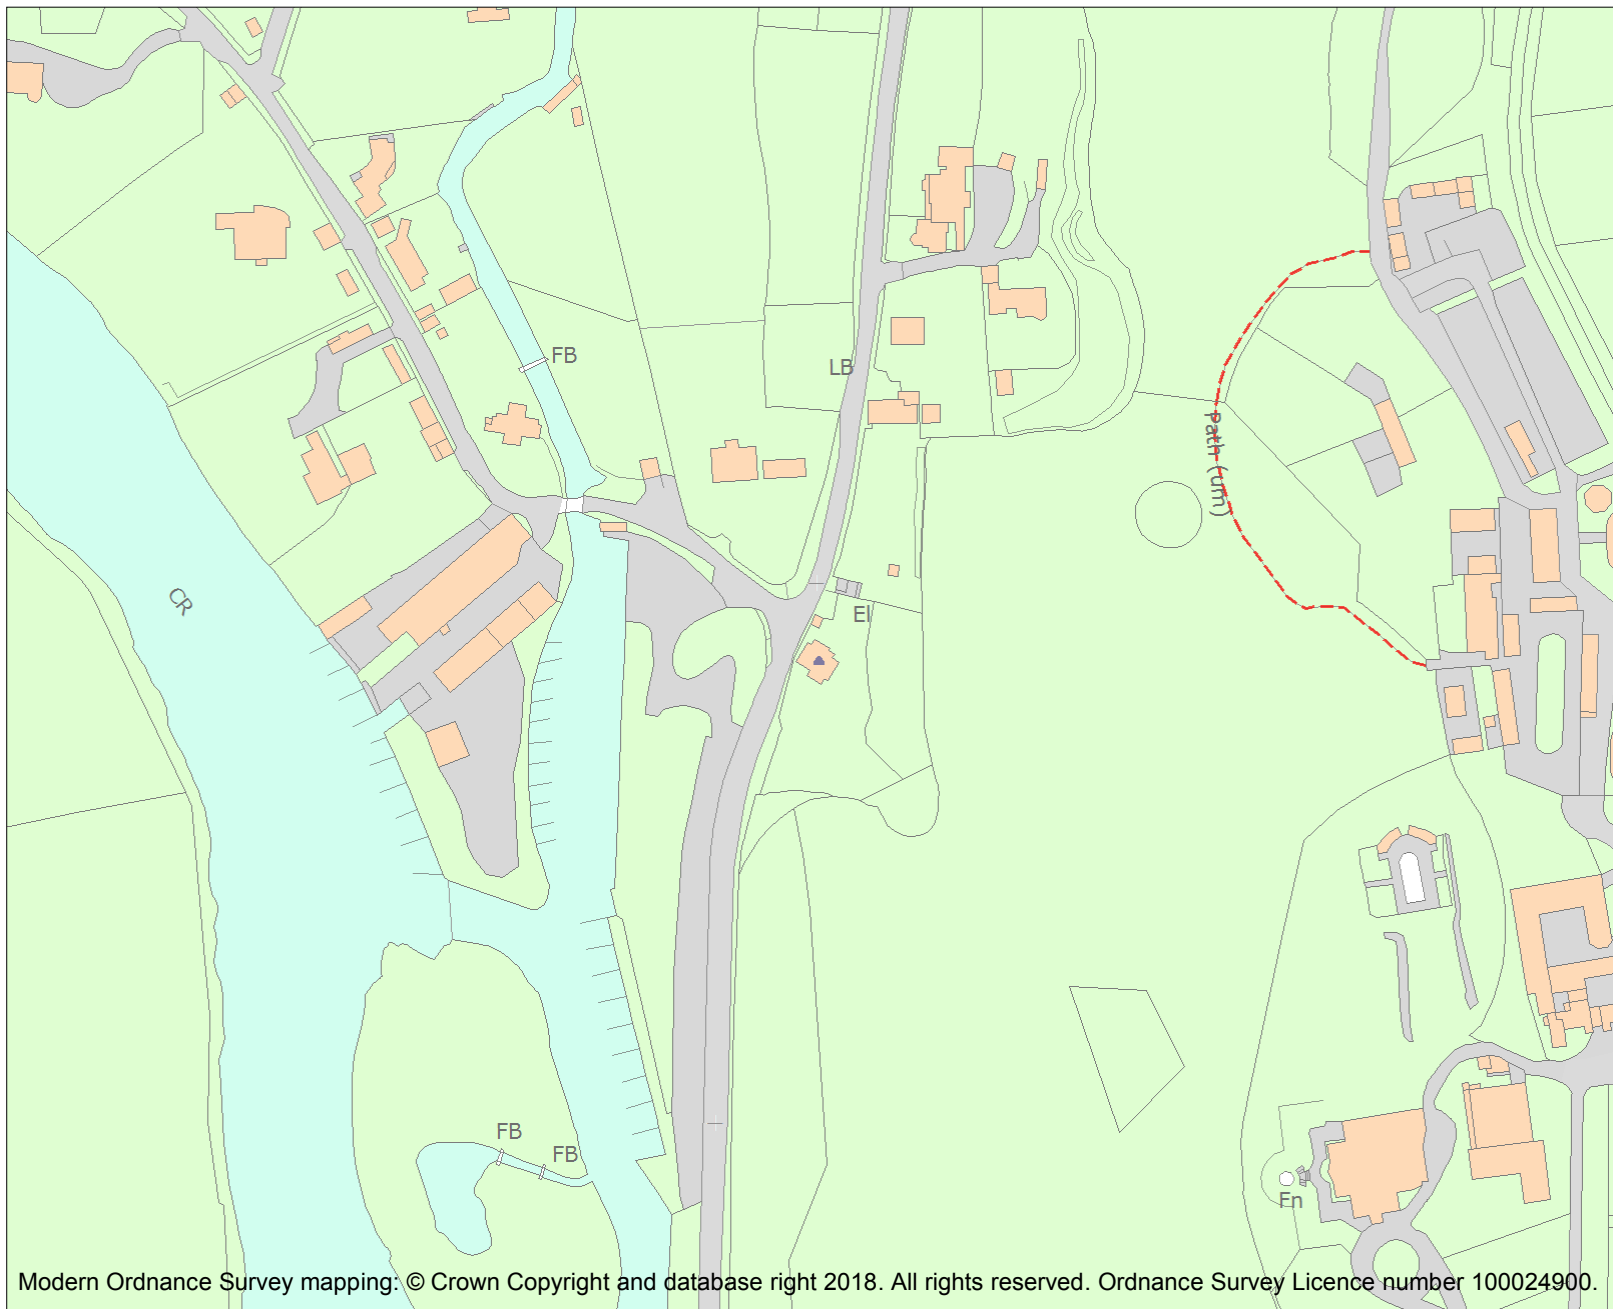 FB
LB
Path (um)
CR
El
FB
FB
Fn
Modern Ordnance Survey mapping: © Crown Copyright and database right 2018. All rights reserved. Ordnance Survey Licence number 100024900.